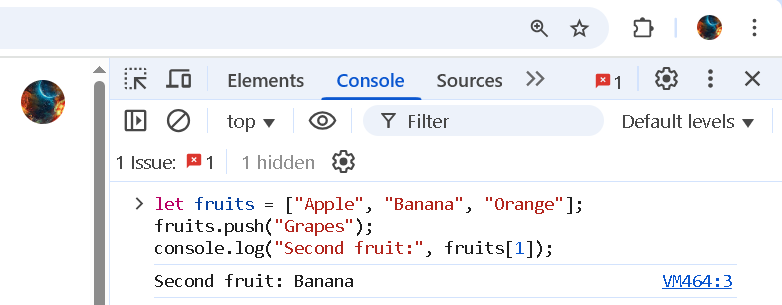 Elements Console Sources 1
top Filter Default levels
1 Issue: 1 1 hidden
let fruits = ["Apple", "Banana", "Orange"];
fruits.push("Grapes");
console.log("Second fruit:", fruits[1]);
Second fruit: Banana VM464:3